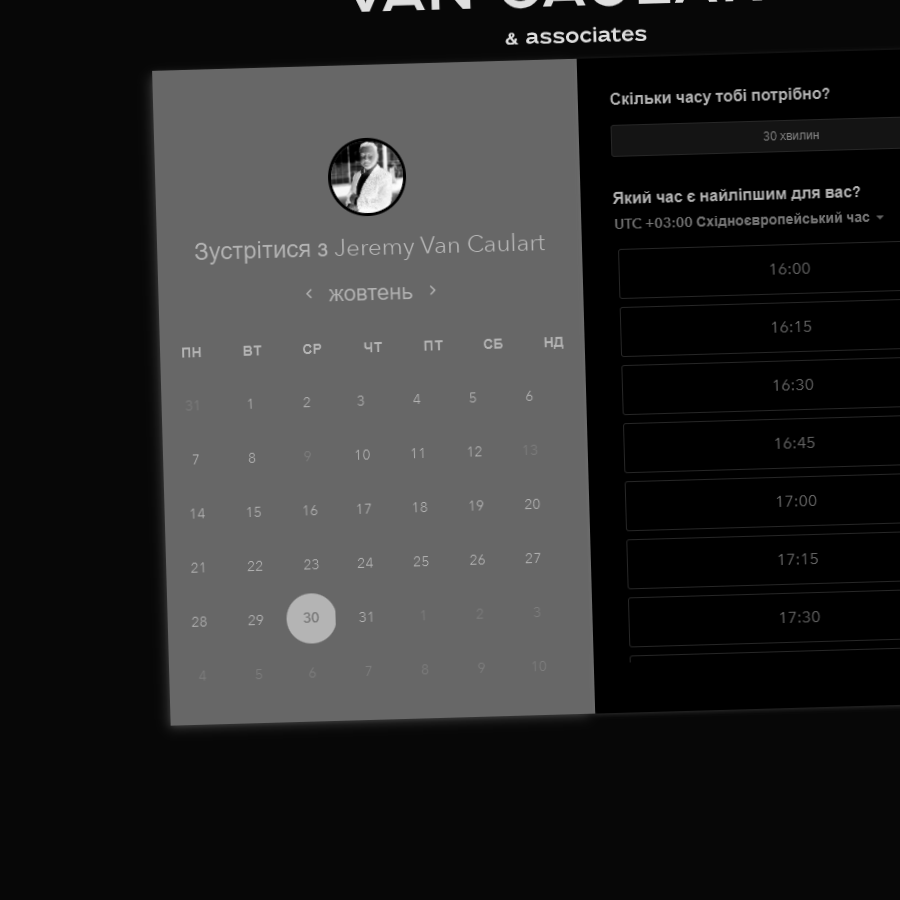 & associates
Зустрітися з Jeremy Van Caulart
жовтень
ПН ВТ СР ЧТ ПТ СБ НД
31 1 2 3 4 5 6
7 8 9 10 11 12 13
14 15 16 17 18 19 20
21 22 23 24 25 26 27
28 29 30 31 1 2 3
4 5 6 7 8 9 10
Скільки часу тобі потрібно?
30 хвилин
Який час є найліпшим для вас?
UTC +03:00 Східноєвропейський час
16:00
16:15
16:30
16:45
17:00
17:15
17:30